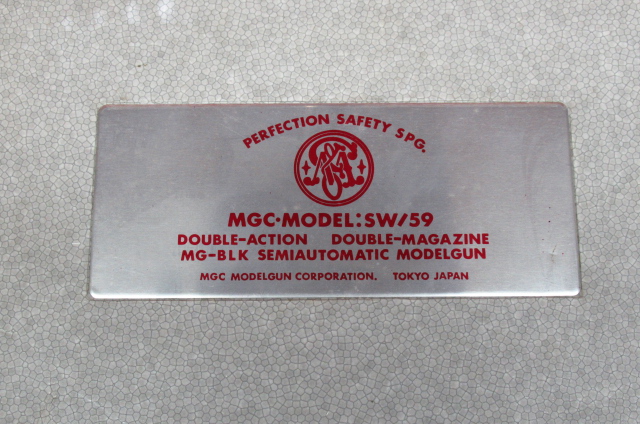 PERFECTION SAFETY SPG.
MGC·MODEL:SW/59
DOUBLE-ACTION DOUBLE-MAGAZINE
MG-BLK SEMIAUTOMATIC MODELGUN
MGC MODELGUN CORPORATION. TOKYO JAPAN